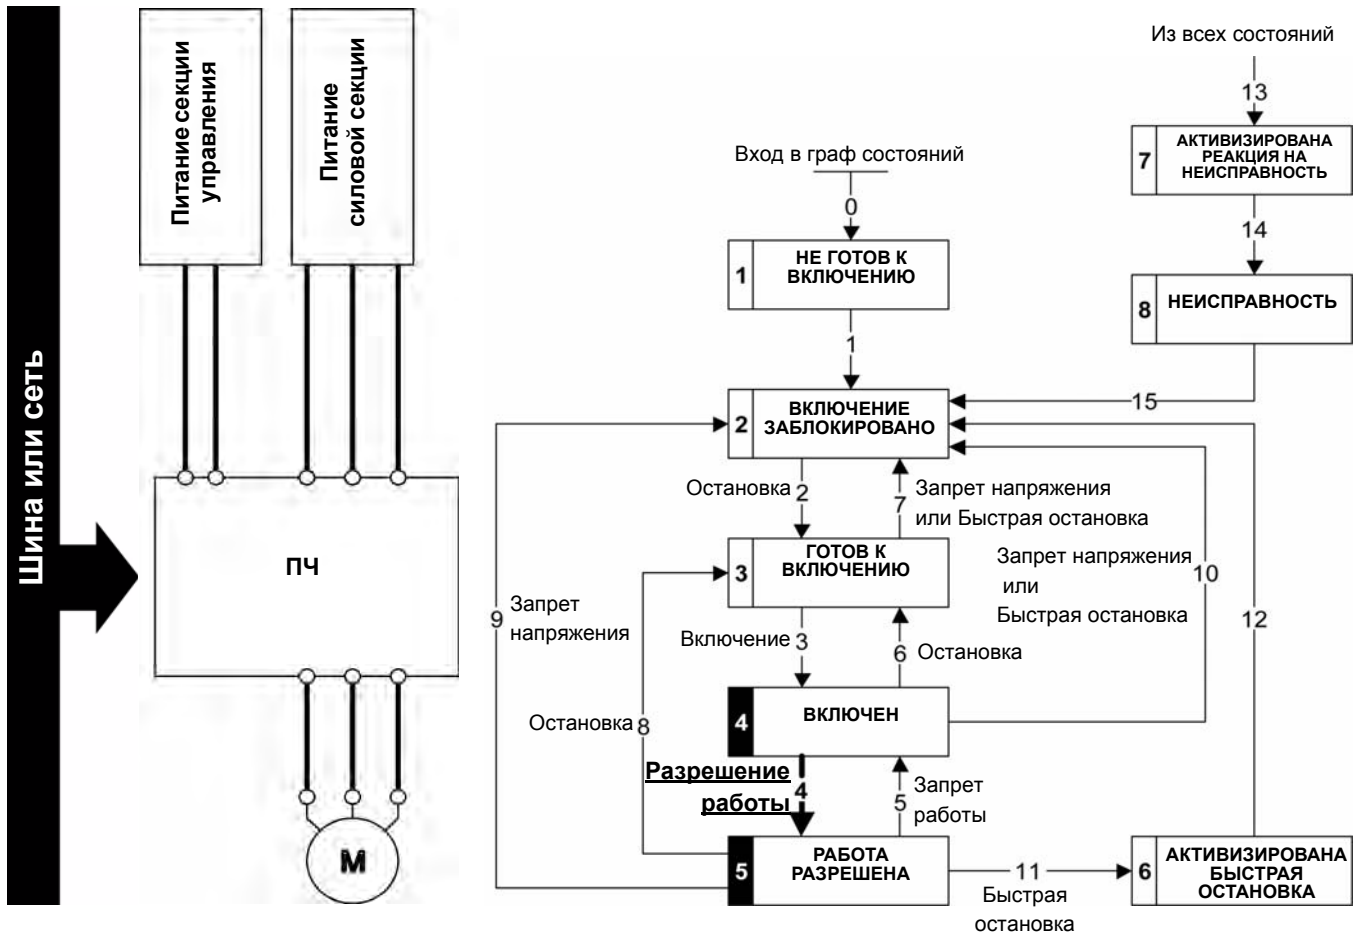 Шина или сеть
Питание секции
управления
Питание
силовой секции
ПЧ
М
Из всех состояний
13
7
АКТИВИЗИРОВАНА
РЕАКЦИЯ НА
НЕИСПРАВНОСТЬ
14
8
НЕИСПРАВНОСТЬ
15
Вход в граф состояний
0
1
НЕ ГОТОВ К
ВКЛЮЧЕНИЮ
1
2
ВКЛЮЧЕНИЕ
ЗАБЛОКИРОВАНО
Остановка
2
7
Запрет напряжения
или Быстрая остановка
3
ГОТОВ К
ВКЛЮЧЕНИЮ
Запрет напряжения
или
Быстрая остановка
10
12
9
Запрет
напряжения
Включение
3
6
Остановка
4
ВКЛЮЧЕН
Остановка
8
Разрешение
работы
4
5
Запрет
работы
5
РАБОТА
РАЗРЕШЕНА
11
Быстрая
остановка
6
АКТИВИЗИРОВАНА
БЫСТРАЯ
ОСТАНОВКА